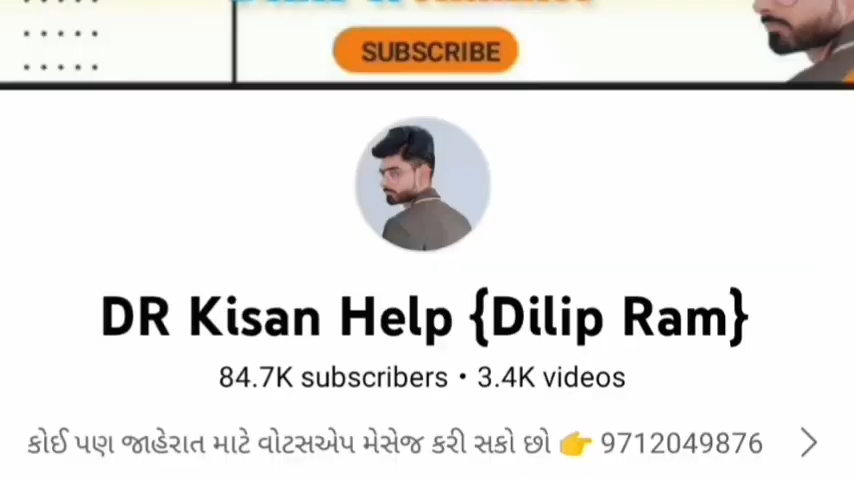 SUBSCRIBE
DR Kisan Help {Dilip Ram}
84.7K subscribers • 3.4K videos
કોઈ પણ જાહેરાત માટે વોટસએપ મેસેજ કરી સકો છો 👉 9712049876